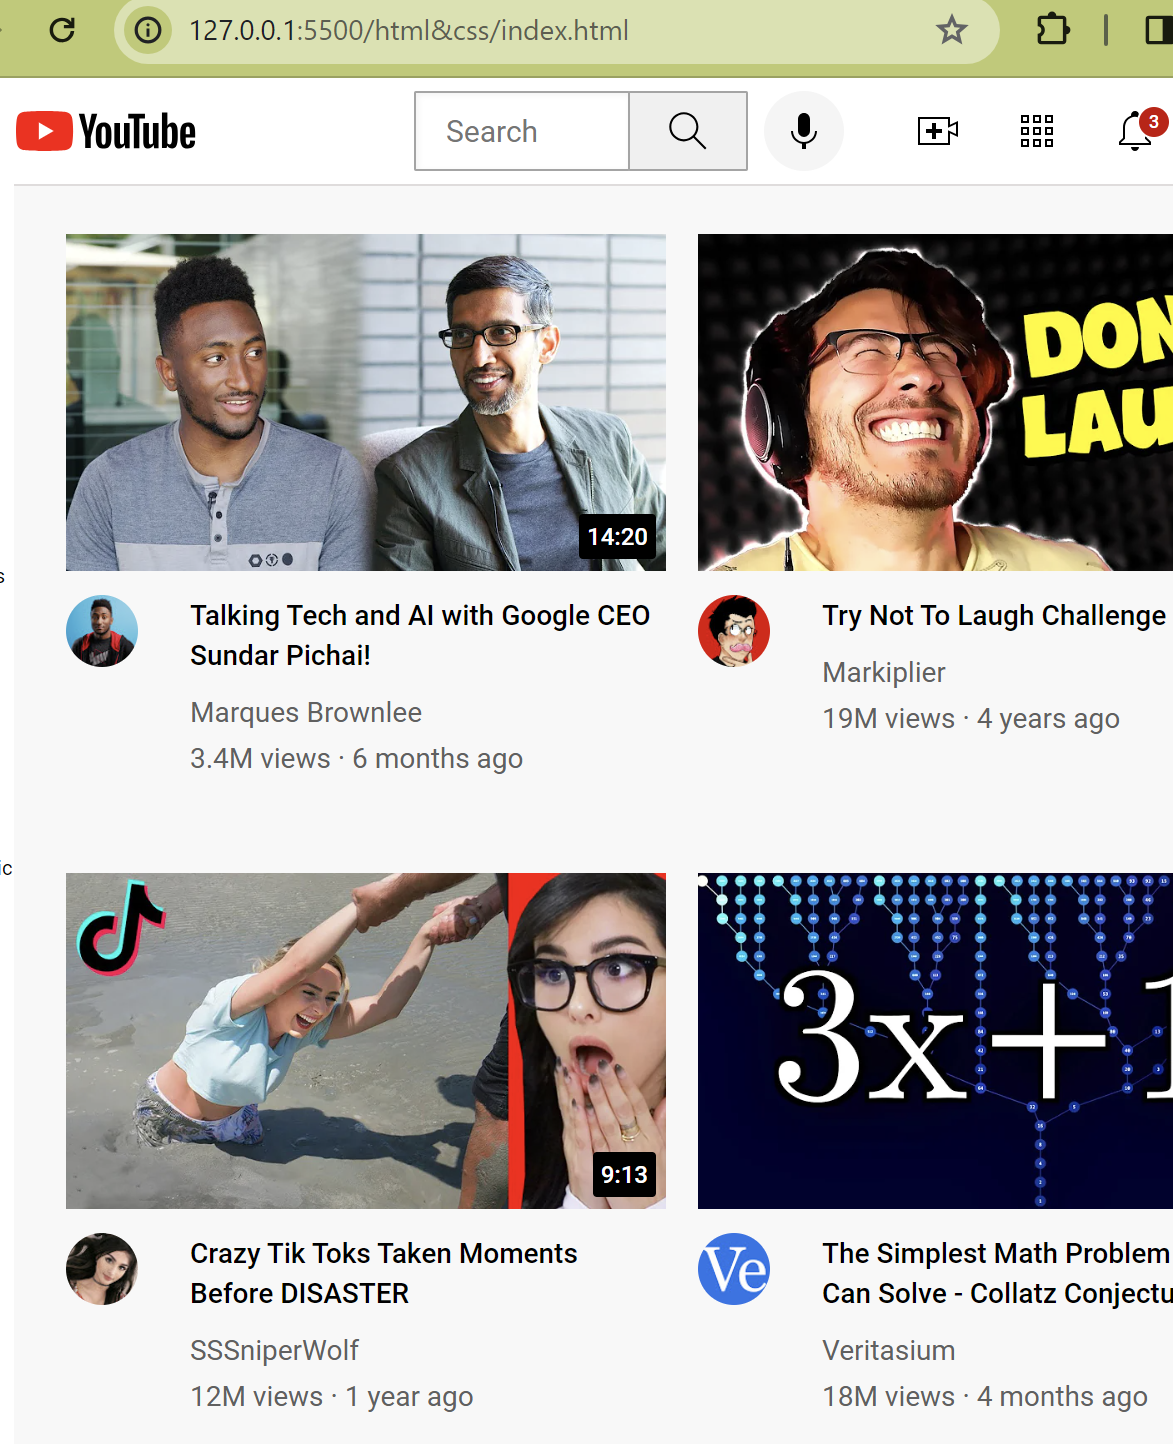 127.0.0.1:5500/html&css/index.html
YouTube
Search
3
DON
LAU
14:20
s
Talking Tech and AI with Google CEO
Sundar Pichai!
Marques Brownlee
3.4M views · 6 months ago
Try Not To Laugh Challenge
Markiplier
19M views · 4 years ago
ic
3x+1
9:13
Crazy Tik Toks Taken Moments
Before DISASTER
SSSniperWolf
12M views · 1 year ago
Ve
The Simplest Math Problem
Can Solve - Collatz Conjectu
Veritasium
18M views · 4 months ago